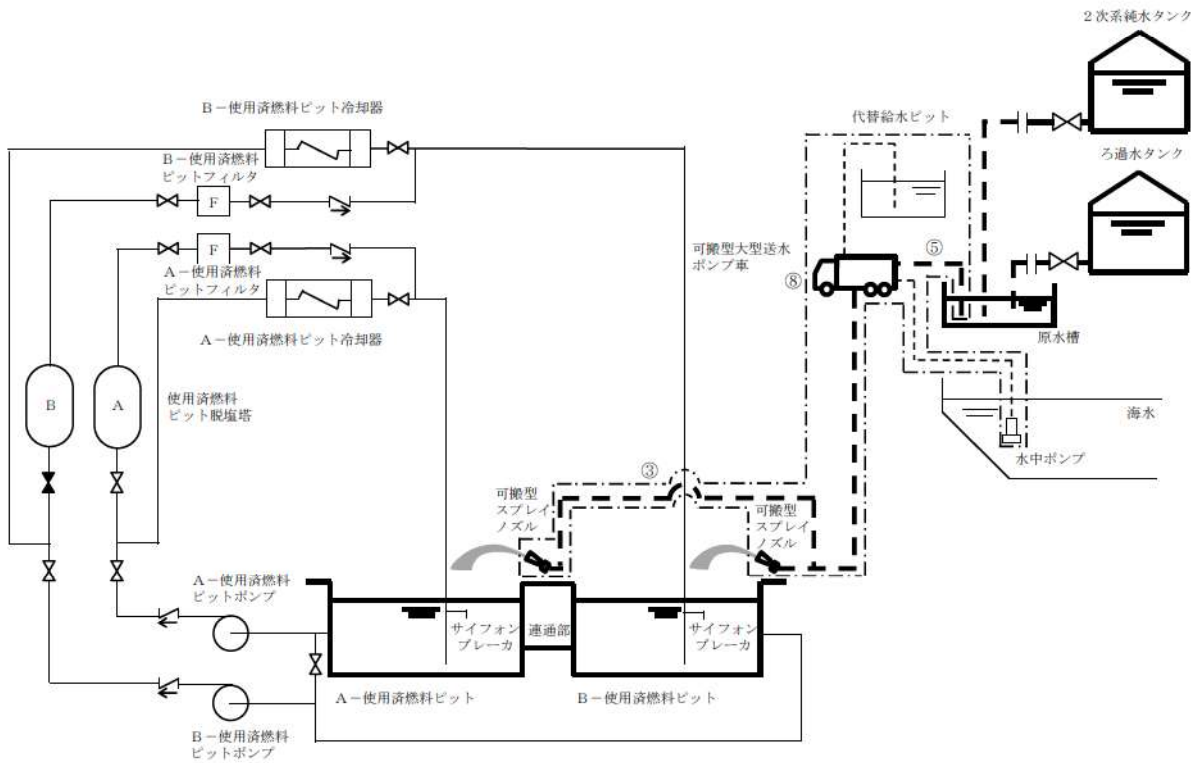 2次系純水タンク
B－使用済燃料ピット冷却器
代替給水ピット
B－使用済燃料
ピットフィルタ
ろ過水タンク
F
F
A－使用済燃料
ピットフィルタ
可搬型大型送水
ポンプ車
⑤
⑧
原水槽
A－使用済燃料ピット冷却器
B
A
使用済燃料
ピット脱塩塔
海水
水中ポンプ
③
可搬型
スプレイ
ノズル
可搬型
スプレイ
ノズル
A－使用済燃料
ピットポンプ
サイフォン
ブレーカ
連通部
サイフォン
ブレーカ
A－使用済燃料ピット
B－使用済燃料ピット
B－使用済燃料
ピットポンプ